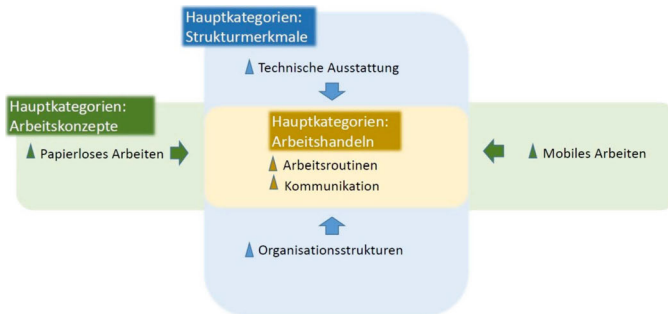 Hauptkategorien:
Strukturmerkmale
Technische Ausstattung
Hauptkategorien:
Arbeitskonzepte
Papierloses Arbeiten
Hauptkategorien:
Arbeitshandeln
Arbeitsroutinen
Kommunikation
Mobiles Arbeiten
Organisationsstrukturen